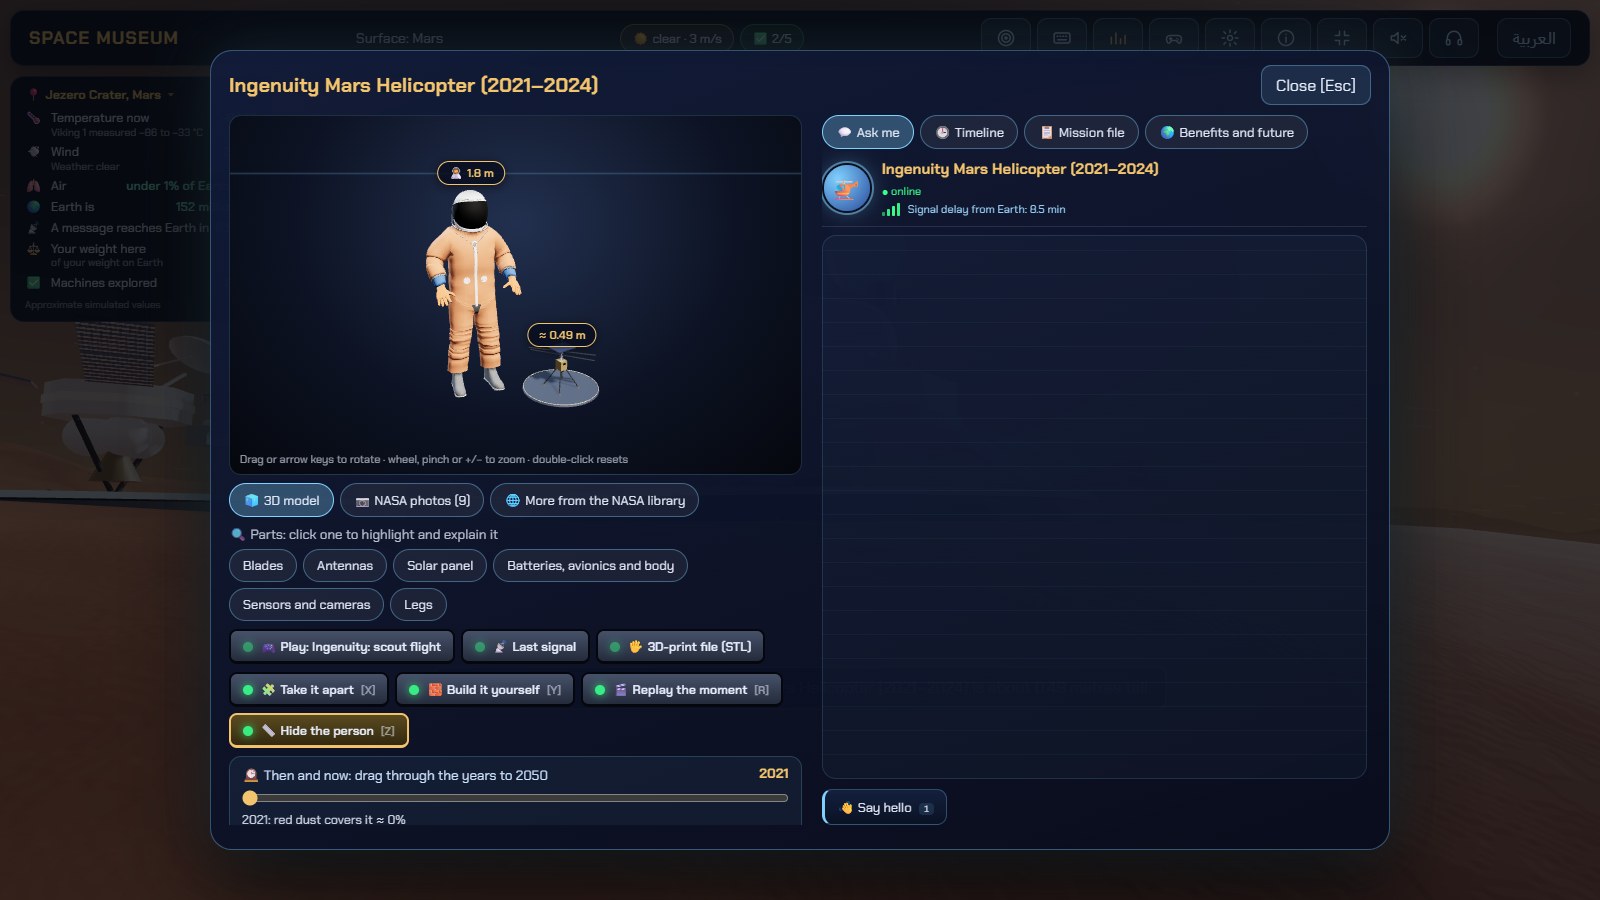 SPACE MUSEUM
Surface: Mars
clear · 3 m/s
2/5
العربية
Jezero Crater, Mars
Temperature now
Viking 1 measured −86 to −33 °C
Wind
Weather: clear
Air under 1% of Ea
Earth is 152 m
A message reaches Earth in
Your weight here
of your weight on Earth
Machines explored
Approximate simulated values
Ingenuity Mars Helicopter (2021–2024)
Close [Esc]
1.8 m
≈ 0.49 m
Drag or arrow keys to rotate · wheel, pinch or +/− to zoom · double-click resets
3D model
NASA photos (9)
More from the NASA library
Parts: click one to highlight and explain it
Blades
Antennas
Solar panel
Batteries, avionics and body
Sensors and cameras
Legs
Play: Ingenuity: scout flight
Last signal
3D-print file (STL)
Take it apart [X]
Build it yourself [Y]
Replay the moment [R]
Hide the person [Z]
Then and now: drag through the years to 2050
2021
2021: red dust covers it ≈ 0%
Ask me
Timeline
Mission file
Benefits and future
Ingenuity Mars Helicopter (2021–2024)
● online
Signal delay from Earth: 8.5 min
Say hello 1